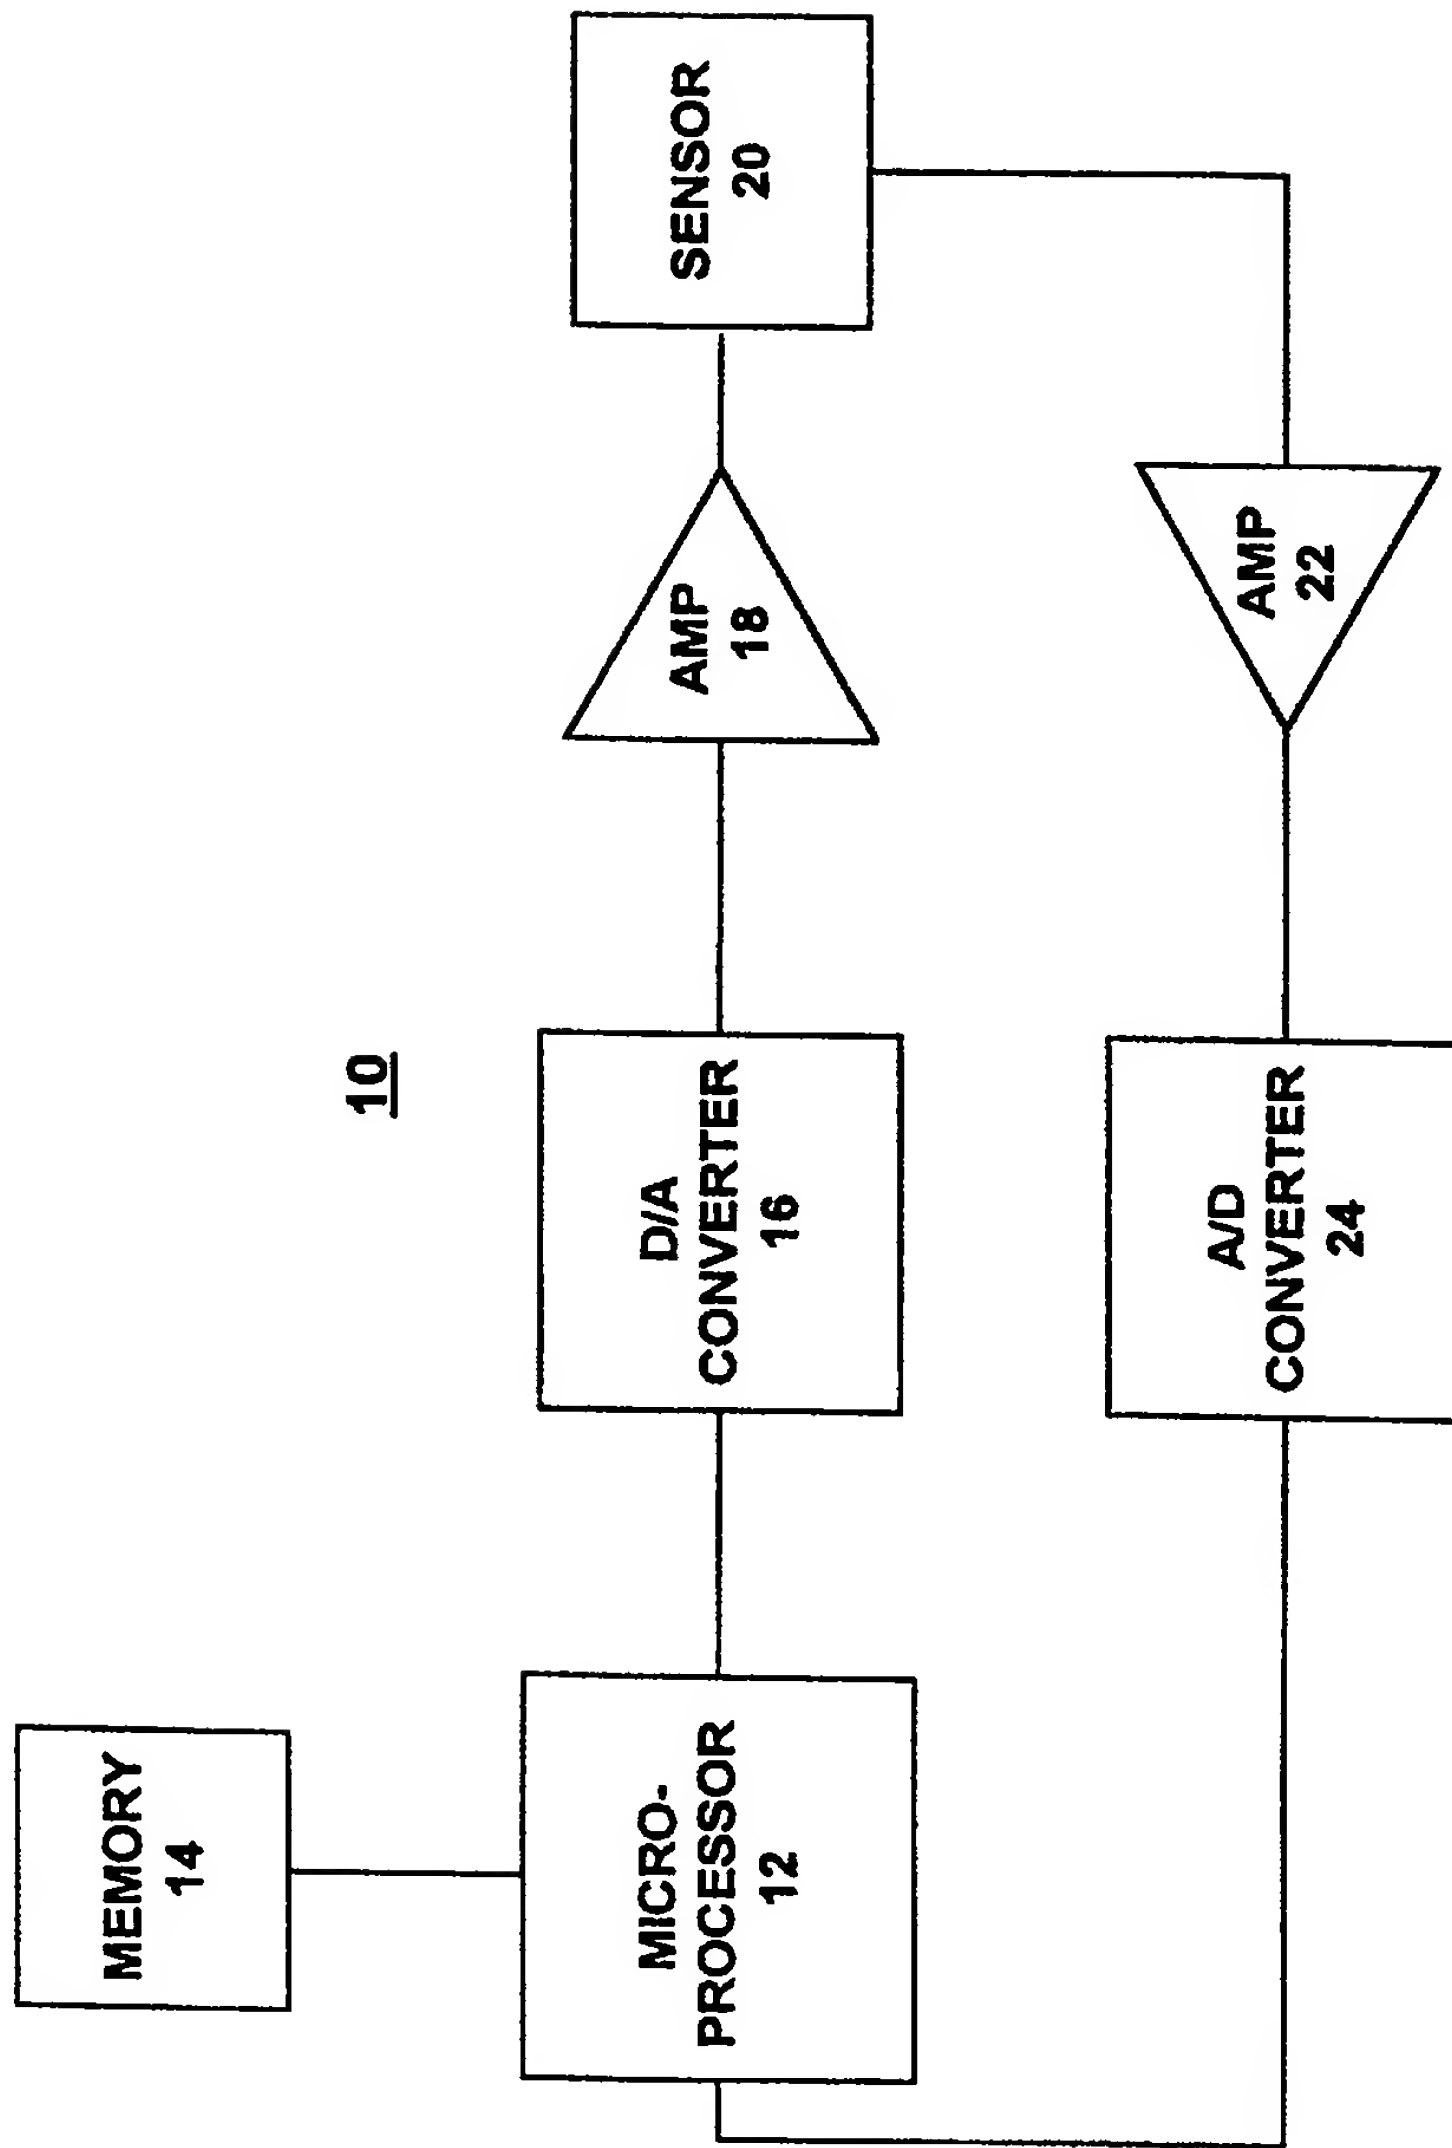 10
MEMORY
14
MICRO-
PROCESSOR
12
D/A
CONVERTER
16
AMP
18
SENSOR
20
AMP
22
A/D
CONVERTER
24